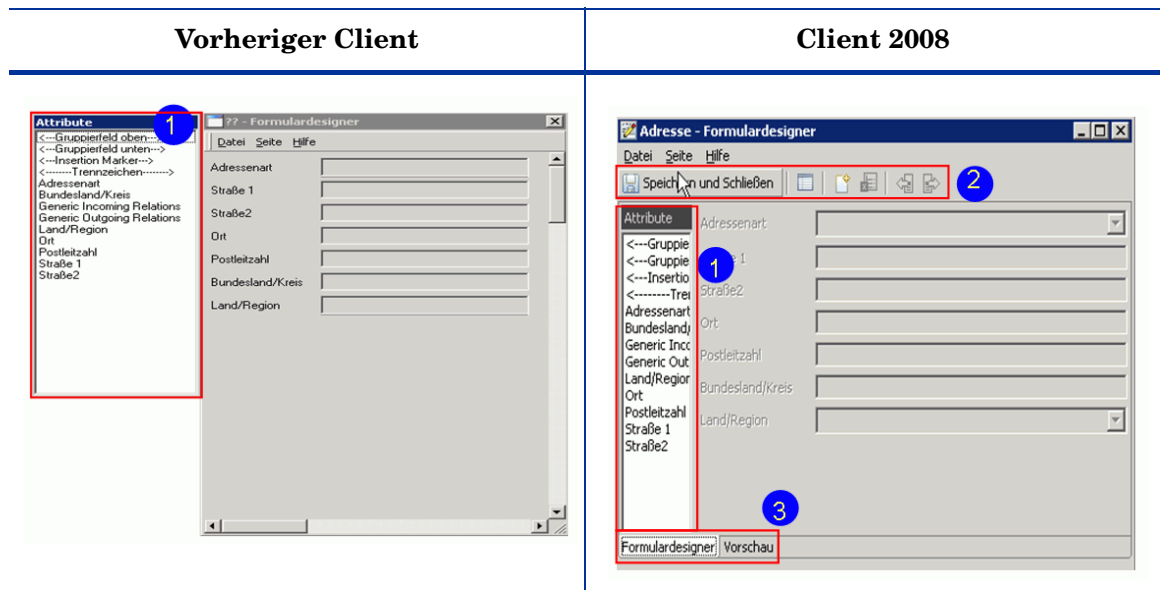 Vorheriger Client
Client 2008
Attribute
1
<---Gruppierfeld oben--->
<---Gruppierfeld unten--->
<---Insertion Marker--->
<--------Trennzeichen-------->
Adressenart
Bundesland/Kreis
Generic Incoming Relations
Generic Outgoing Relations
Land/Region
Ort
Postleitzahl
Straße 1
Straße2
?? - Formulardesigner
Datei Seite Hilfe
Adressenart
Straße 1
Straße2
Ort
Postleitzahl
Bundesland/Kreis
Land/Region
Adresse - Formulardesigner
Datei Seite Hilfe
Speichern und Schließen
2
Attribute
<---Gruppie
<---Gruppie
<---Insertio
<--------Tre
Adressenart
Bundesland/
Generic Inco
Generic Out
Land/Region
Ort
Postleitzahl
Straße 1
Straße2
1
Adressenart
1
Straße2
Ort
Postleitzahl
Bundesland/Kreis
Land/Region
3
Formulardesigner Vorschau